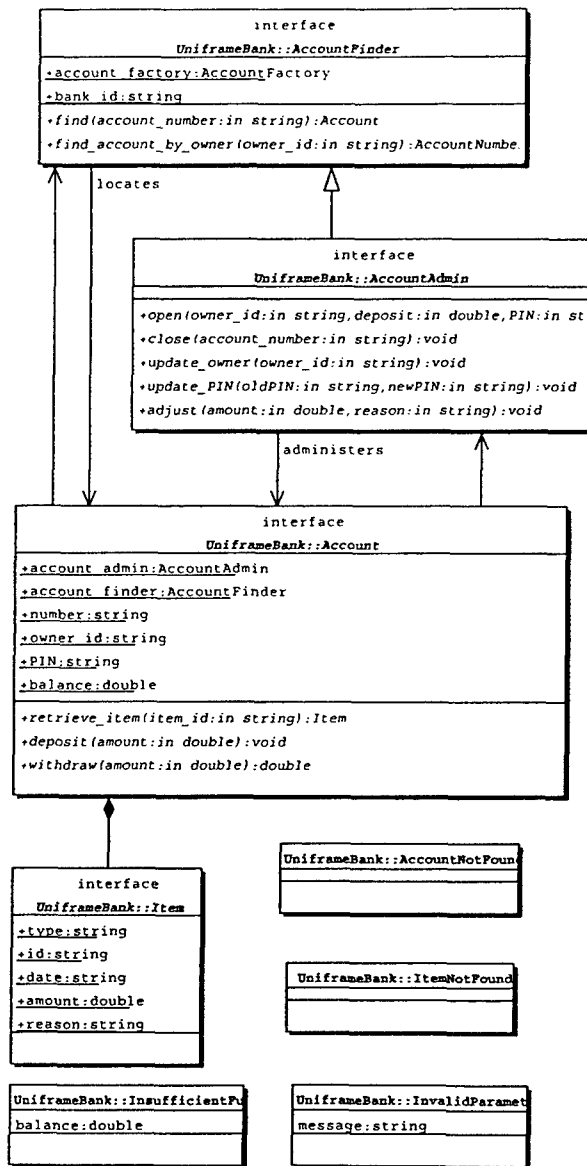 interface
UniframeBank::AccountFinder
+account_factory:AccountFactory
+bank_id:string
+find(account_number:in string):Account
+find_account_by_owner(owner_id:in string):AccountNumbe
locates
interface
UniframeBank::AccountAdmin
+open(owner_id:in string,deposit:in double,PIN:in st
+close(account_number:in string):void
+update_owner(owner_id:in string):void
+update_PIN(oldPIN:in string,newPIN:in string):void
+adjust(amount:in double,reason:in string):void
administers
interface
UniframeBank::Account
+account_admin:AccountAdmin
+account_finder:AccountFinder
+number:string
+owner_id:string
+PIN:string
+balance:double
+retrieve_item(item_id:in string):Item
+deposit(amount:in double):void
+withdraw(amount:in double):double
interface
UniframeBank::Item
+type:string
+id:string
+date:string
+amount:double
+reason:string
UniframeBank::AccountNotFound
UniframeBank::ItemNotFound
UniframeBank::InsufficientFu
balance:double
UniframeBank::InvalidParamet
message:string